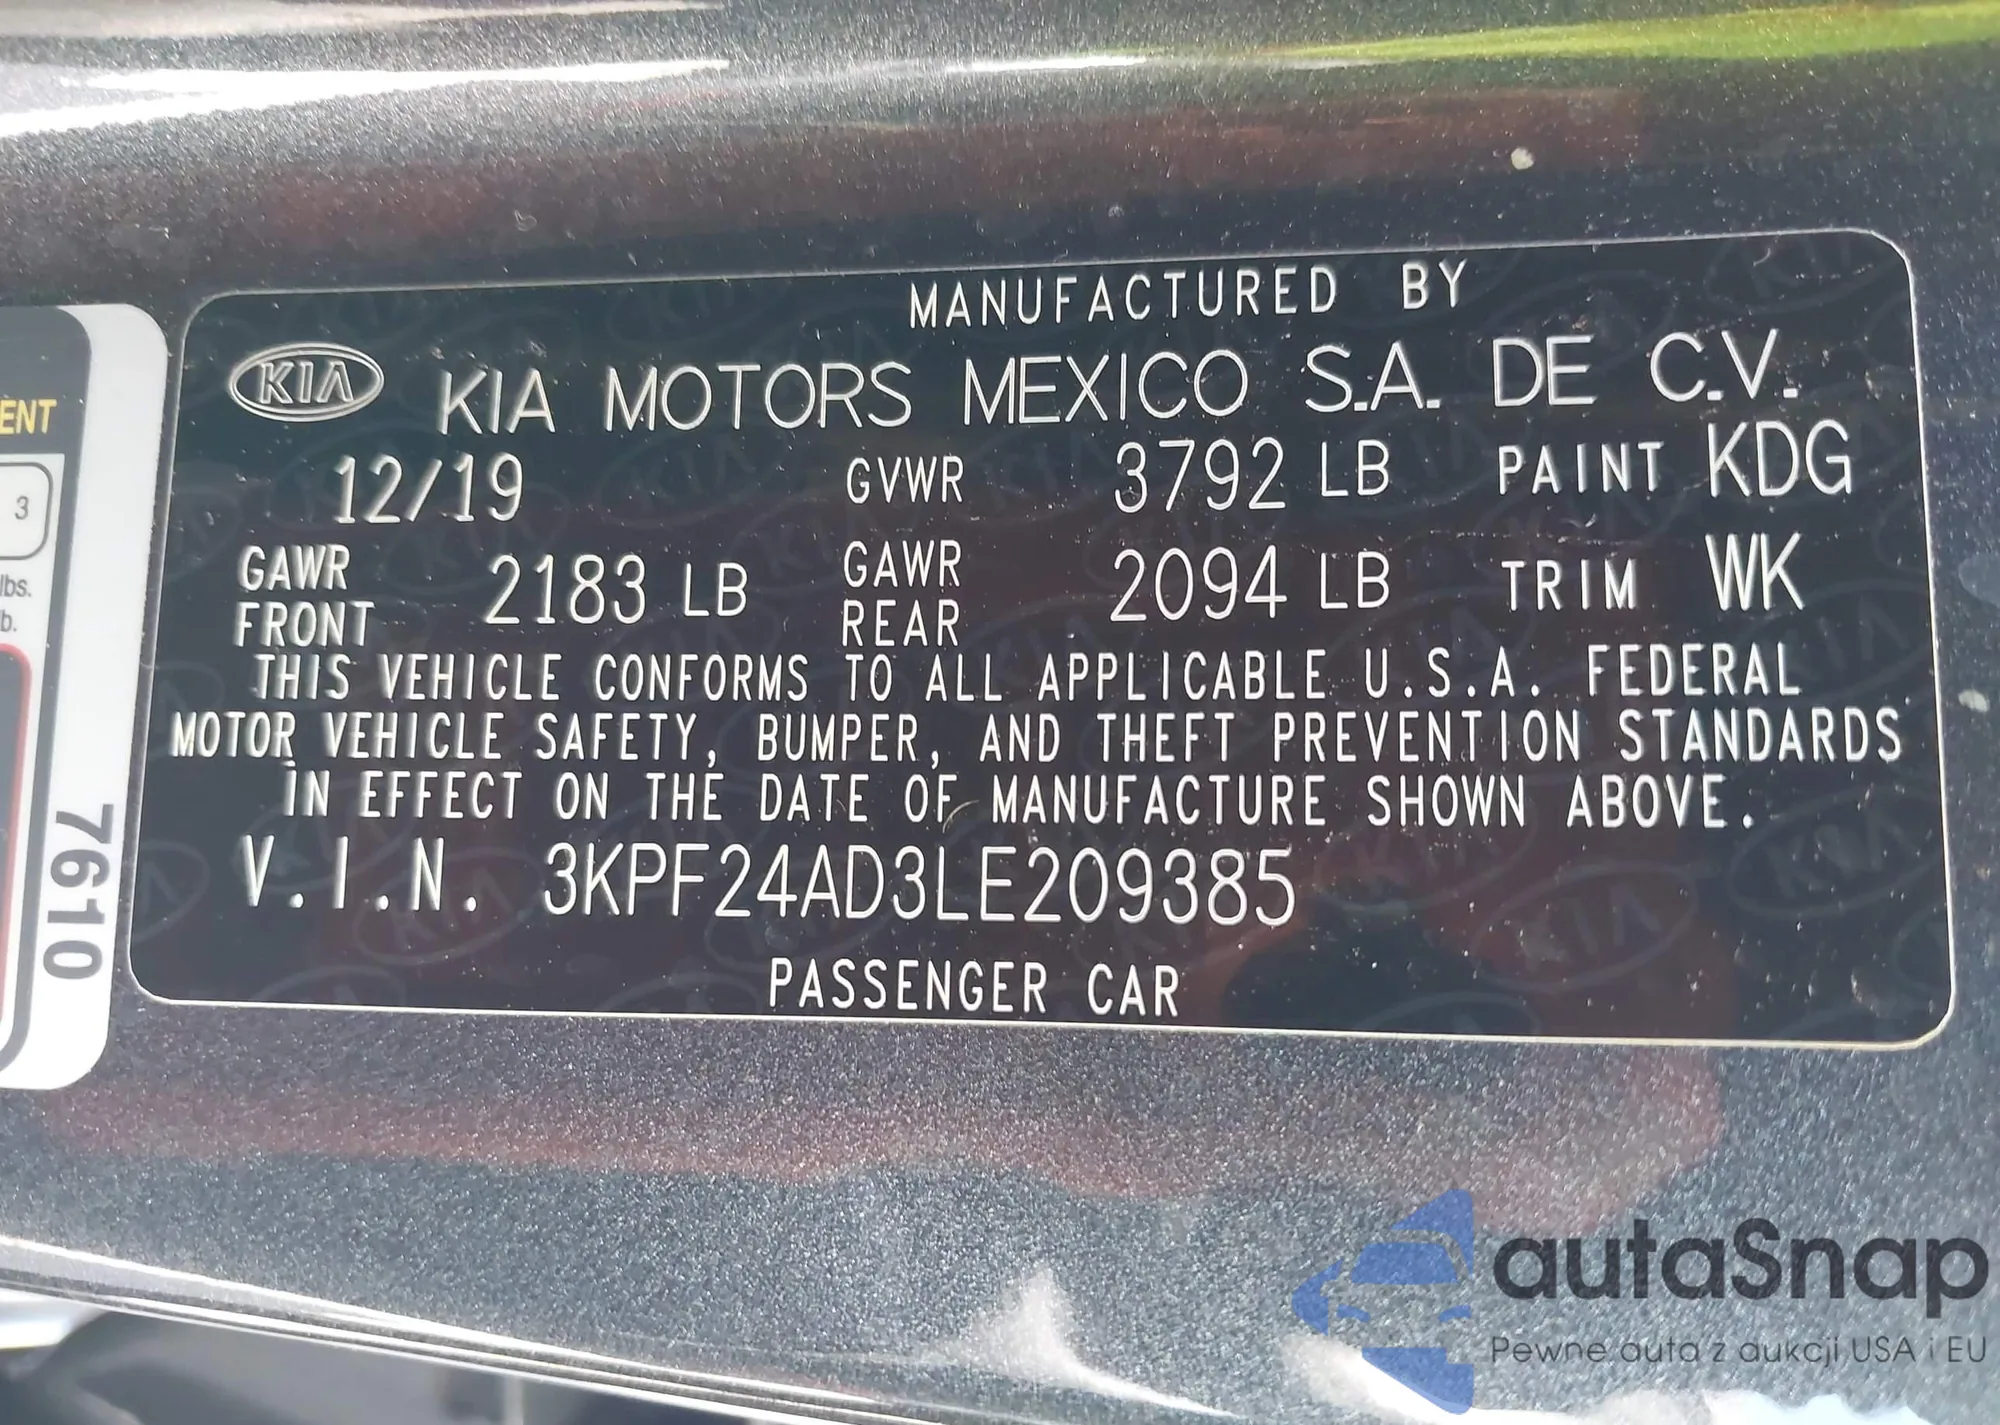 MANUFACTURED BY
KIA KIA MOTORS MEXICO S.A. DE C.V.
12/19 GVWR 3792 LB PAINT KDG
GAWR FRONT 2183 LB GAWR REAR 2094 LB TRIM WK
THIS VEHICLE CONFORMS TO ALL APPLICABLE U.S.A. FEDERAL
MOTOR VEHICLE SAFETY, BUMPER, AND THEFT PREVENTION STANDARDS
IN EFFECT ON THE DATE OF MANUFACTURE SHOWN ABOVE.
V.I.N. 3KPF24AD3LE209385
PASSENGER CAR
ENT
3
lbs.
b.
7610
autaSnap
Pewne auta z aukcji USA i EU